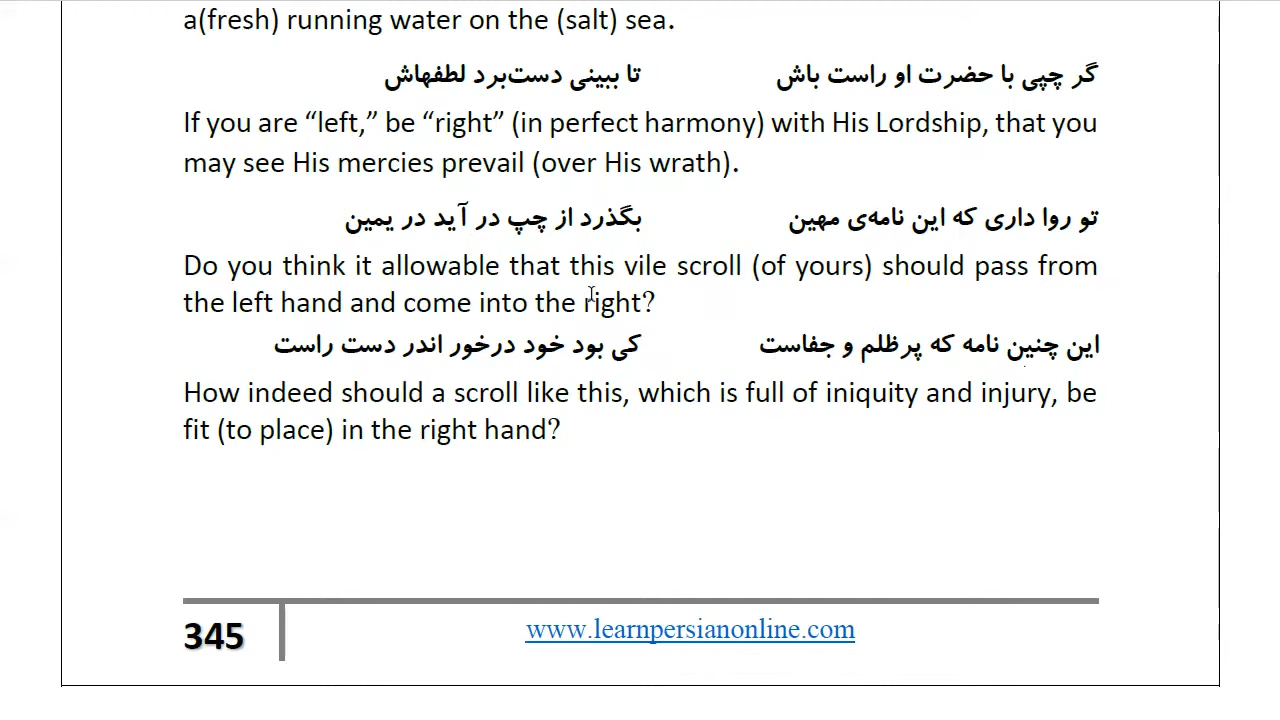 a(fresh) running water on the (salt) sea.
گر چپی با حضرت او راست باش تا ببینی دست‌برد لطفهاش
If you are “left,” be “right” (in perfect harmony) with His Lordship, that you
may see His mercies prevail (over His wrath).
تو روا داری که این نامه‌ی مهین بگذرد از چپ در آید در یمین
Do you think it allowable that this vile scroll (of yours) should pass from
the left hand and come into the right?
این چنین نامه که پرظلم و جفاست کی بود خود درخور اندر دست راست
How indeed should a scroll like this, which is full of iniquity and injury, be
fit (to place) in the right hand?
345 www.learnpersianonline.com